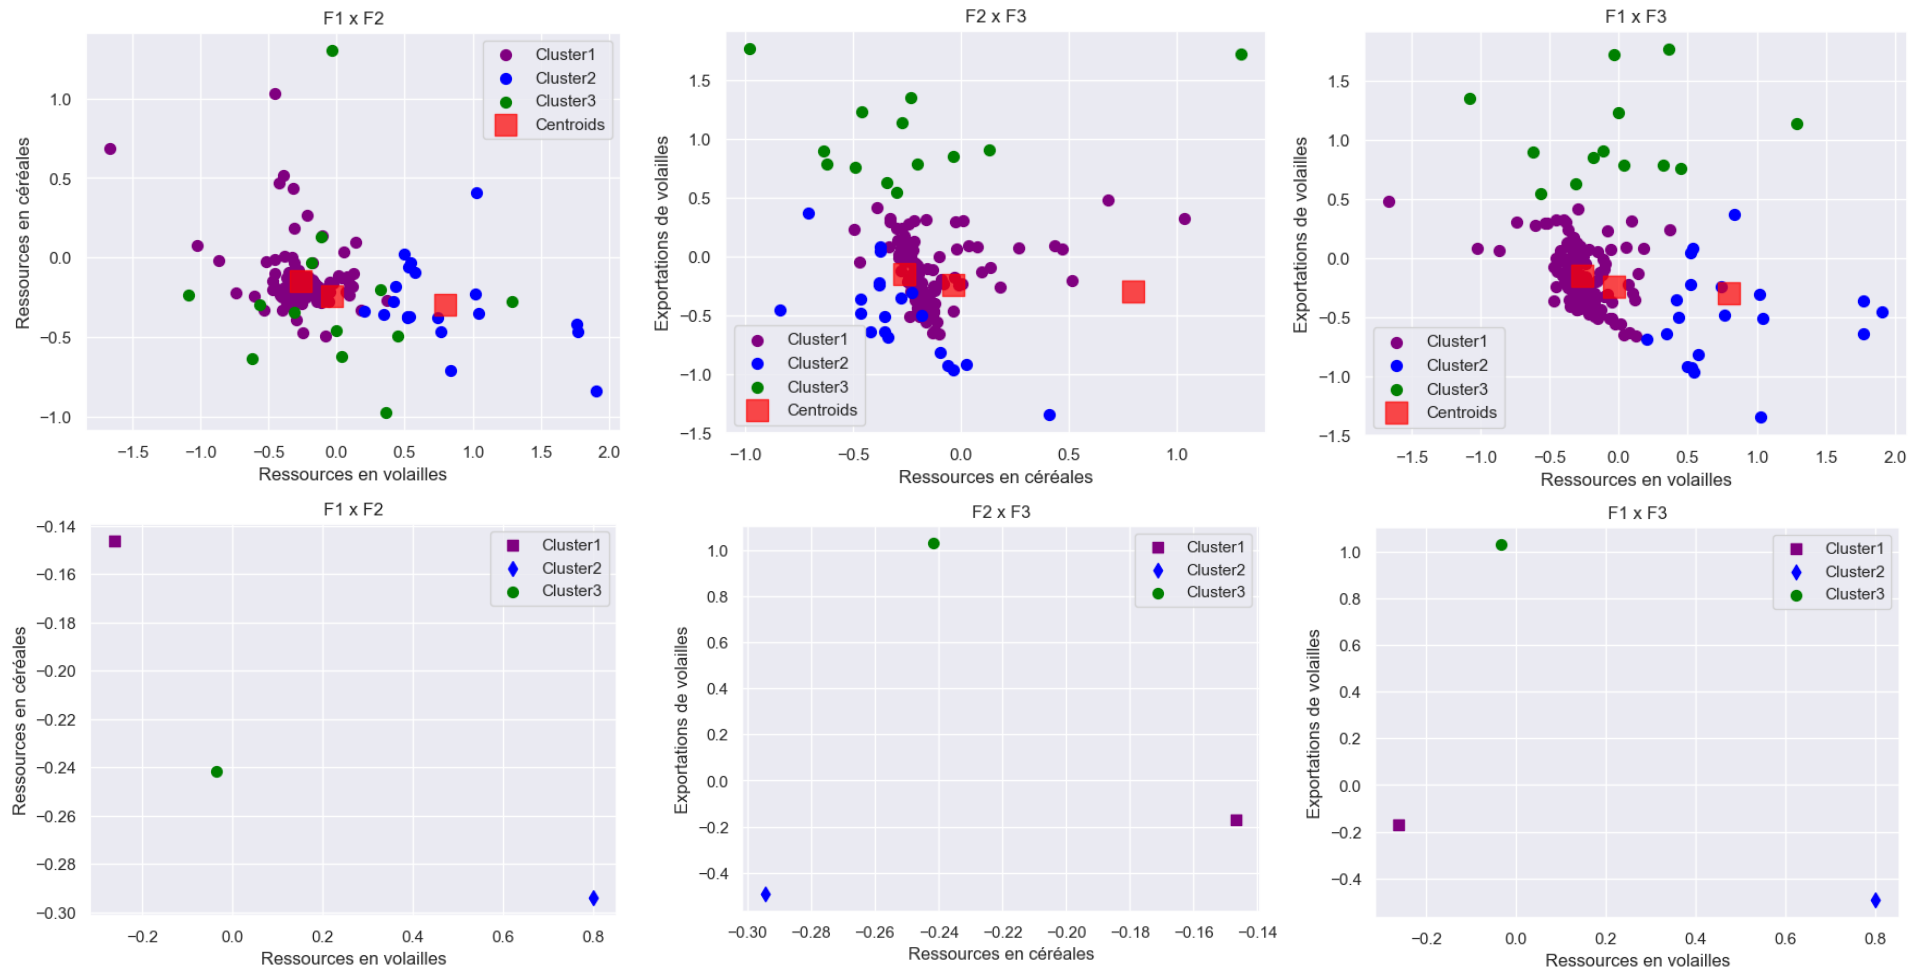 F1 x F2
Ressources en céréales
1.0
0.5
0.0
−0.5
−1.0
−1.5
−1.0
−0.5
0.0
0.5
1.0
1.5
2.0
Ressources en volailles
Cluster1
Cluster2
Cluster3
Centroids
F2 x F3
Exportations de volailles
1.5
1.0
0.5
0.0
−0.5
−1.0
−1.5
−1.0
−0.5
0.0
0.5
1.0
Ressources en céréales
Cluster1
Cluster2
Cluster3
Centroids
F1 x F3
Exportations de volailles
1.5
1.0
0.5
0.0
−0.5
−1.0
−1.5
−1.5
−1.0
−0.5
0.0
0.5
1.0
1.5
2.0
Ressources en volailles
Cluster1
Cluster2
Cluster3
Centroids
F1 x F2
Ressources en céréales
−0.14
−0.16
−0.18
−0.20
−0.22
−0.24
−0.26
−0.28
−0.30
−0.2
0.0
0.2
0.4
0.6
0.8
Ressources en volailles
Cluster1
Cluster2
Cluster3
F2 x F3
Exportations de volailles
1.0
0.8
0.6
0.4
0.2
0.0
−0.2
−0.4
−0.30
−0.28
−0.26
−0.24
−0.22
−0.20
−0.18
−0.16
−0.14
Ressources en céréales
Cluster1
Cluster2
Cluster3
F1 x F3
Exportations de volailles
1.0
0.8
0.6
0.4
0.2
0.0
−0.2
−0.4
−0.2
0.0
0.2
0.4
0.6
0.8
Ressources en volailles
Cluster1
Cluster2
Cluster3